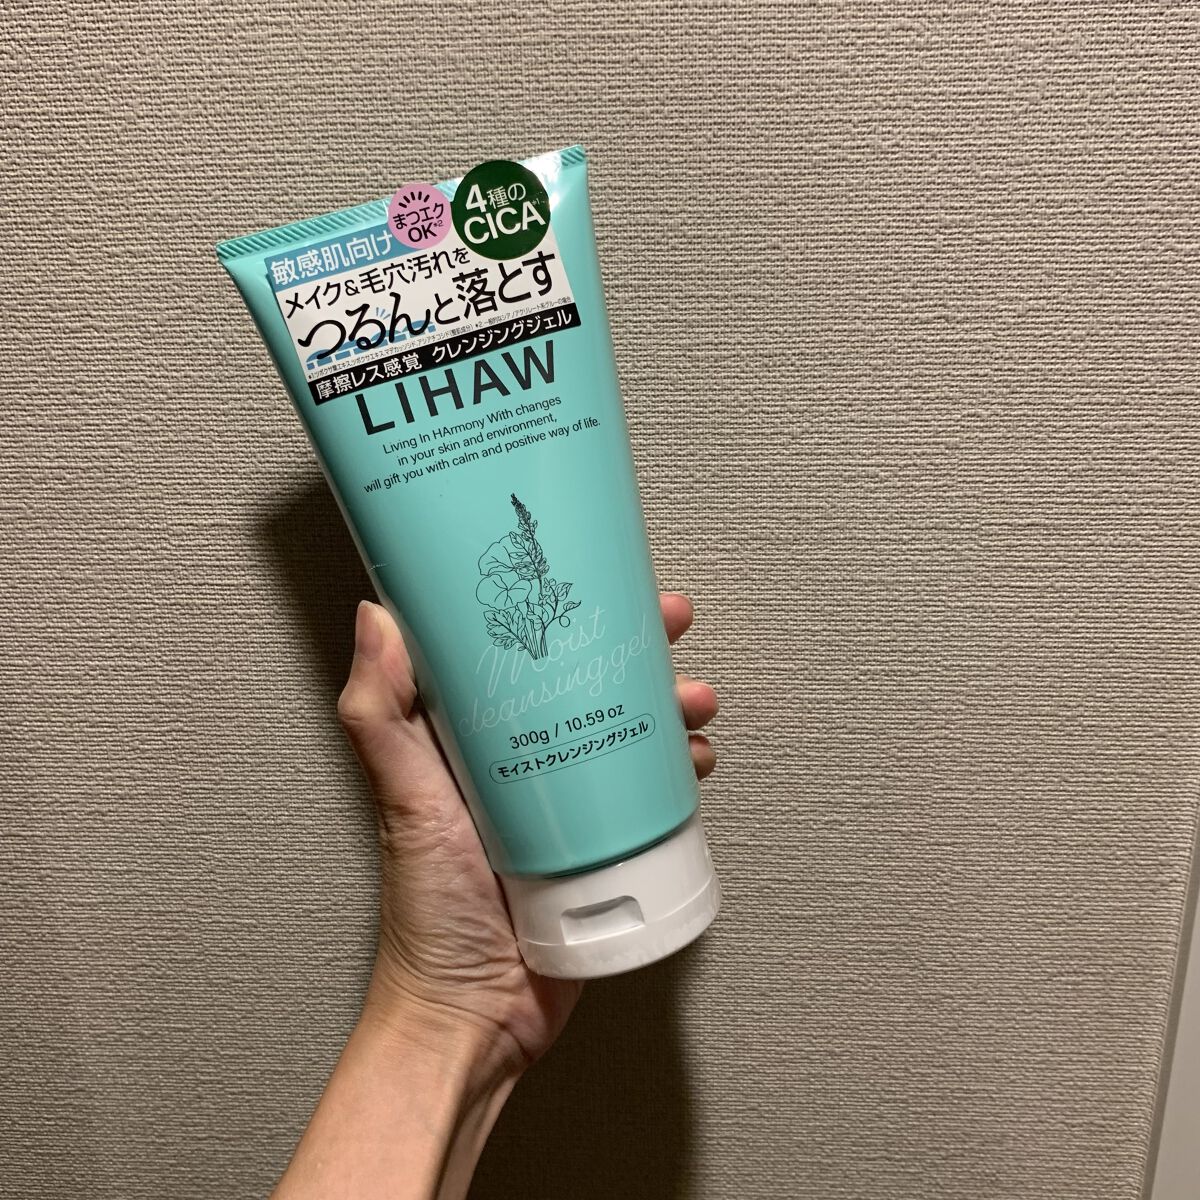 まつエク
OK*2
4種の
CICA*1
敏感肌向け
メイク&毛穴汚れを
つるんと落とす
摩擦レス感覚 クレンジングジェル
LIHAW
Living In HArmony With changes
in your skin and environment,
will gift you with calm and positive way of life.
Moist
cleansing gel
300g / 10.59 oz
モイストクレンジングジェル